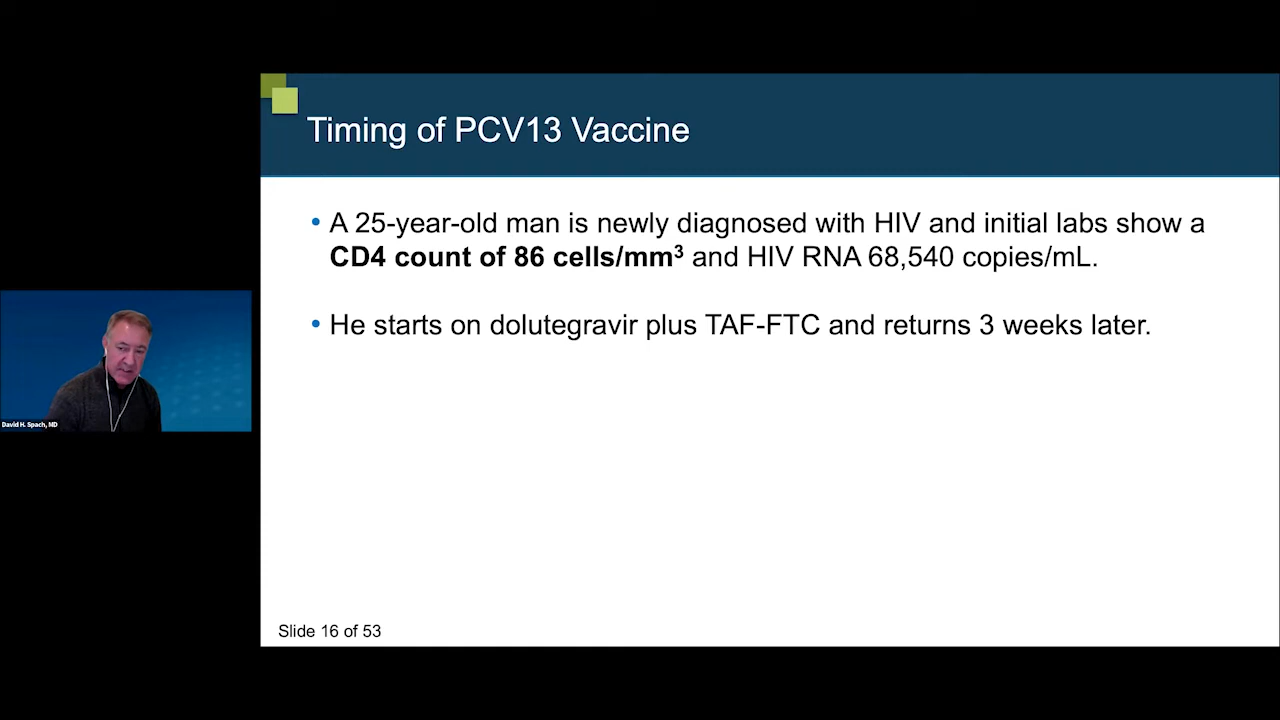 Timing of PCV13 Vaccine
• A 25-year-old man is newly diagnosed with HIV and initial labs show a
CD4 count of 86 cells/mm³ and HIV RNA 68,540 copies/mL.
• He starts on dolutegravir plus TAF-FTC and returns 3 weeks later.
David H. Spach, MD
Slide 16 of 53